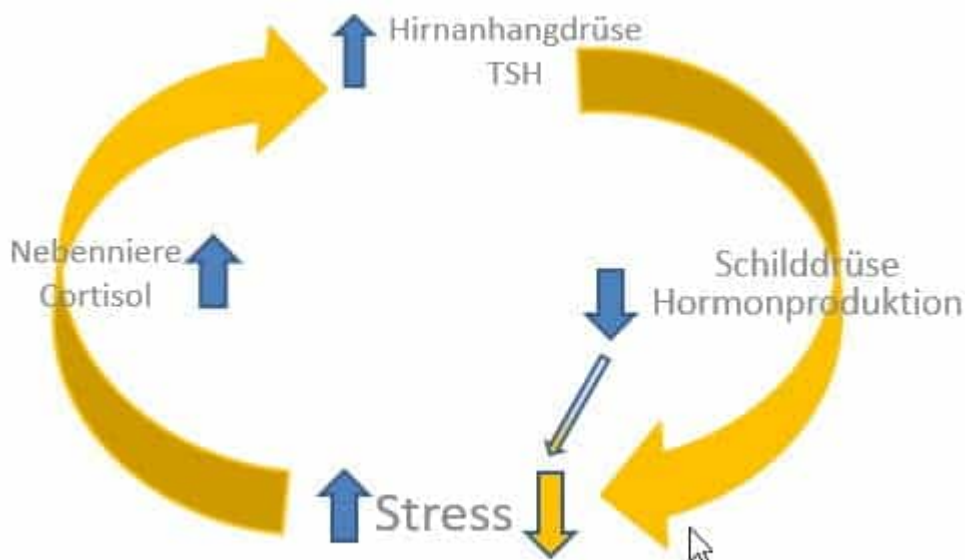 Hirnanhangdrüse
TSH
Nebenniere
Cortisol
Schilddrüse
Hormonproduktion
Stress